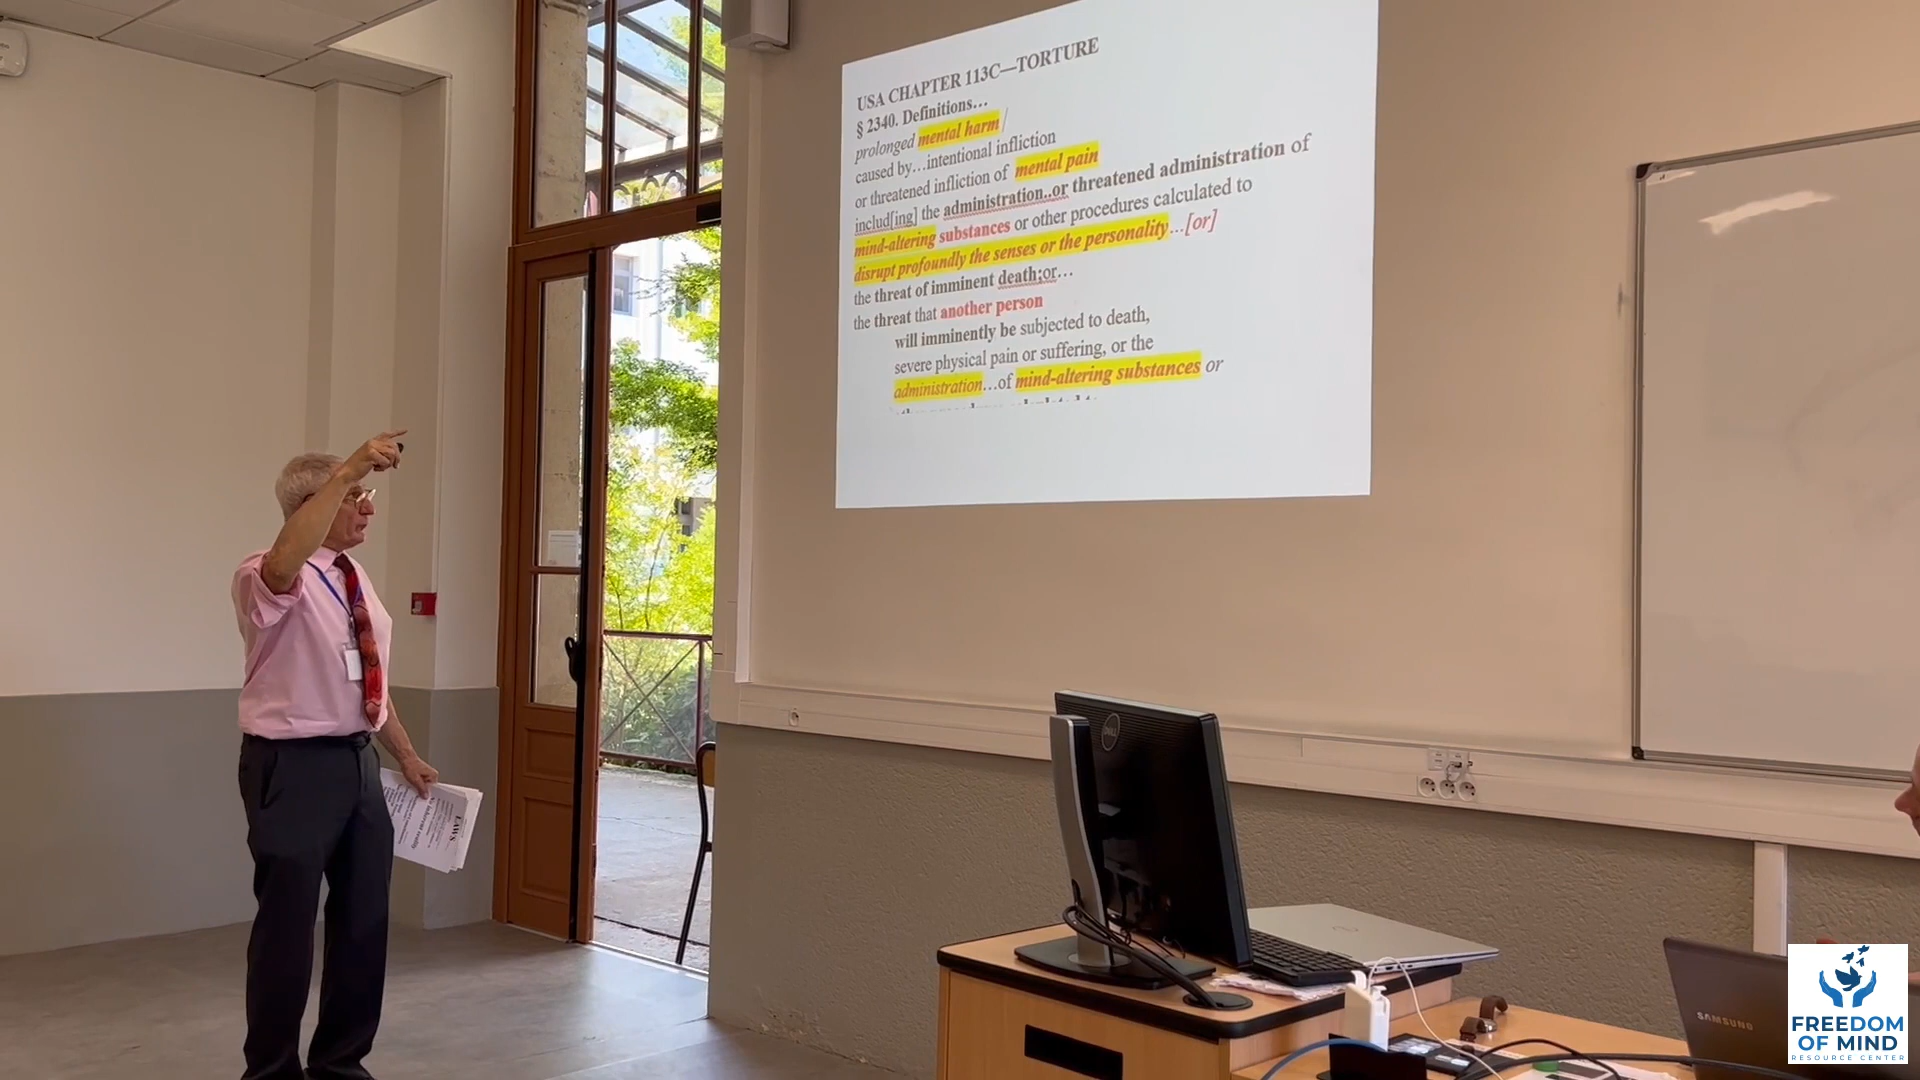 USA CHAPTER 113C—TORTURE
§ 2340. Definitions…
prolonged mental harm /
caused by…intentional infliction
or threatened infliction of mental pain
includ[ing] the administration..or threatened administration of
mind-altering substances or other procedures calculated to
disrupt profoundly the senses or the personality…[or]
the threat of imminent death;or…
the threat that another person
will imminently be subjected to death,
severe physical pain or suffering, or the
administration…of mind-altering substances or
LAWS
DELL
SAMSUNG
FREEDOM
OF MIND
RESOURCE CENTER